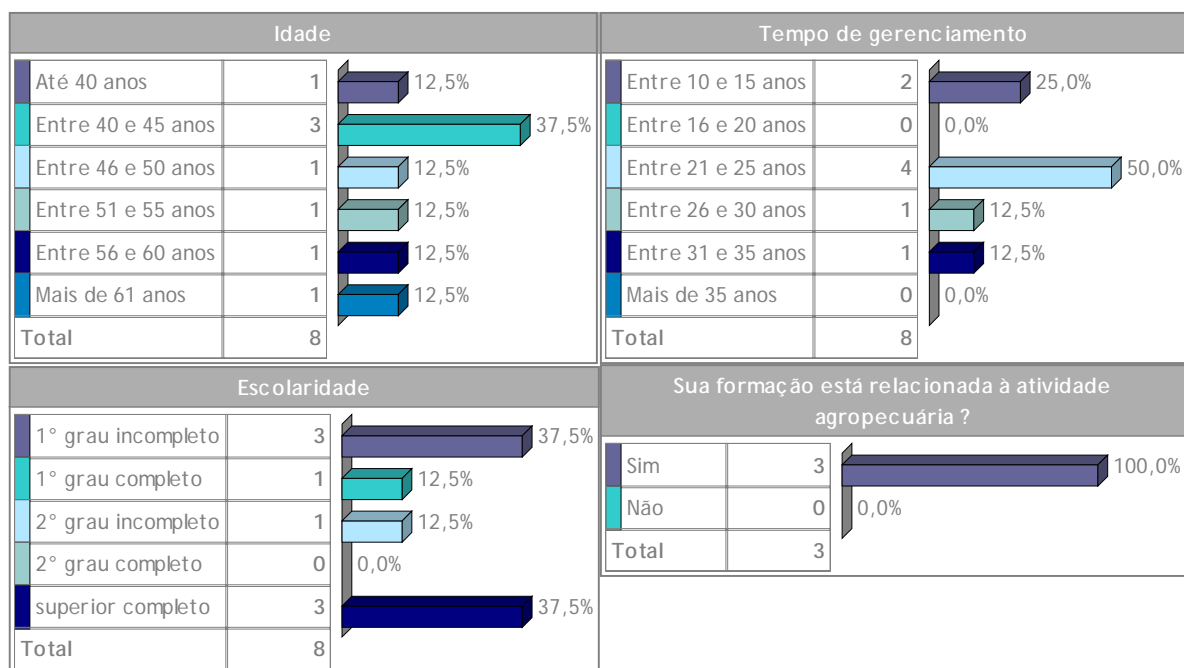 Idade
Até 40 anos 1 12,5%
Entre 40 e 45 anos 3 37,5%
Entre 46 e 50 anos 1 12,5%
Entre 51 e 55 anos 1 12,5%
Entre 56 e 60 anos 1 12,5%
Mais de 61 anos 1 12,5%
Total 8
Tempo de gerenciamento
Entre 10 e 15 anos 2 25,0%
Entre 16 e 20 anos 0 0,0%
Entre 21 e 25 anos 4 50,0%
Entre 26 e 30 anos 1 12,5%
Entre 31 e 35 anos 1 12,5%
Mais de 35 anos 0 0,0%
Total 8
Escolaridade
1° grau incompleto 3 37,5%
1° grau completo 1 12,5%
2° grau incompleto 1 12,5%
2° grau completo 0 0,0%
superior completo 3 37,5%
Total 8
Sua formação está relacionada à atividade
agropecuária ?
Sim 3 100,0%
Não 0 0,0%
Total 3